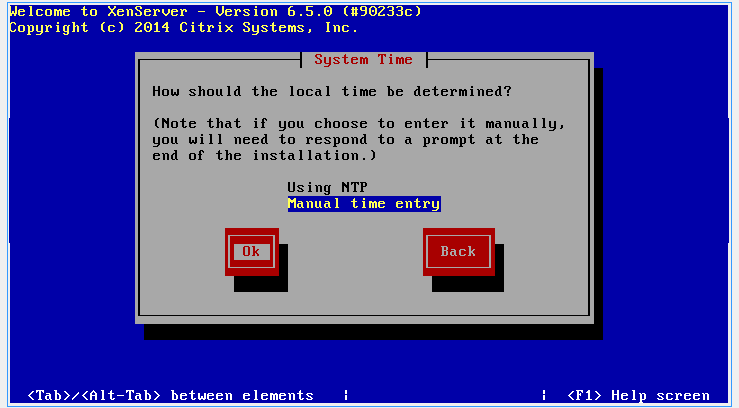 Welcome to XenServer - Version 6.5.0 (#90233c)
Copyright (c) 2014 Citrix Systems, Inc.
System Time
How should the local time be determined?
(Note that if you choose to enter it manually,
you will need to respond to a prompt at the
end of the installation.)
Using NTP
Manual time entry
Ok
Back
<Tab>/<Alt-Tab> between elements | | <F1> Help screen